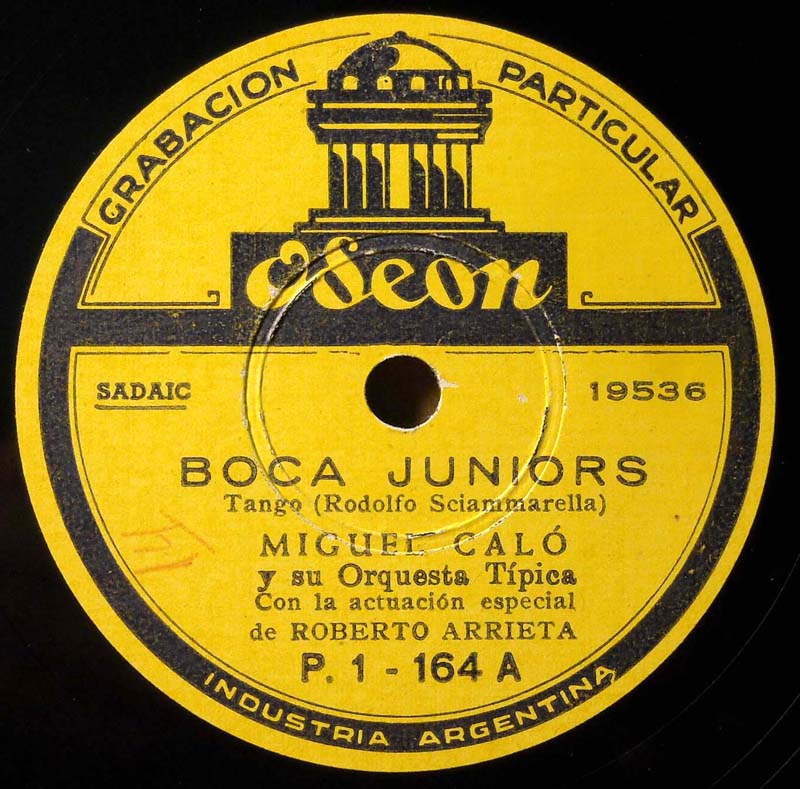 GRABACION PARTICULAR
Odeon
SADAIC 19536
BOCA JUNIORS
Tango (Rodolfo Sciammarella)
MIGUEL CALÓ
y su Orquesta Típica
Con la actuación especial
de ROBERTO ARRIETA
P. 1 - 164 A
INDUSTRIA ARGENTINA